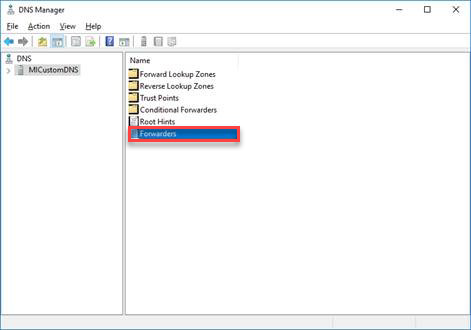 DNS Manager
File Action View Help
DNS
MICustomDNS
Name
Forward Lookup Zones
Reverse Lookup Zones
Trust Points
Conditional Forwarders
Root Hints
Forwarders